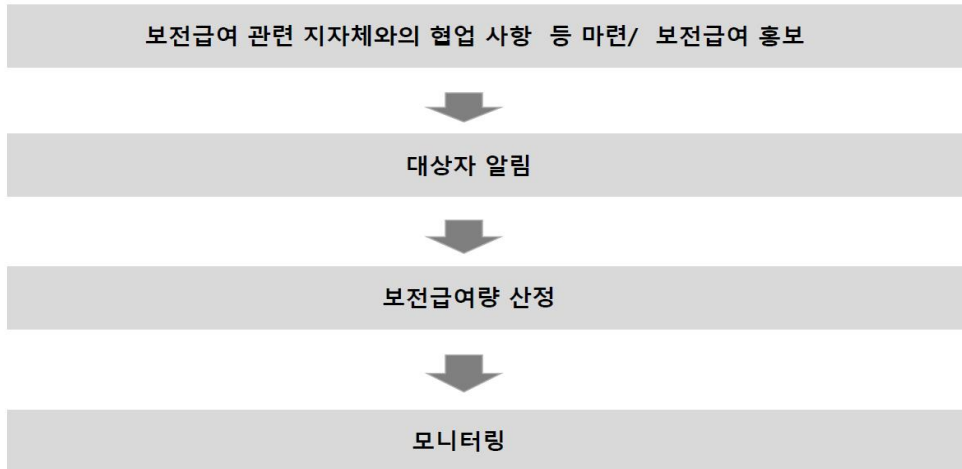 보전급여 관련 지자체와의 협업 사항 등 마련/ 보전급여 홍보
대상자 알림
보전급여량 산정
모니터링